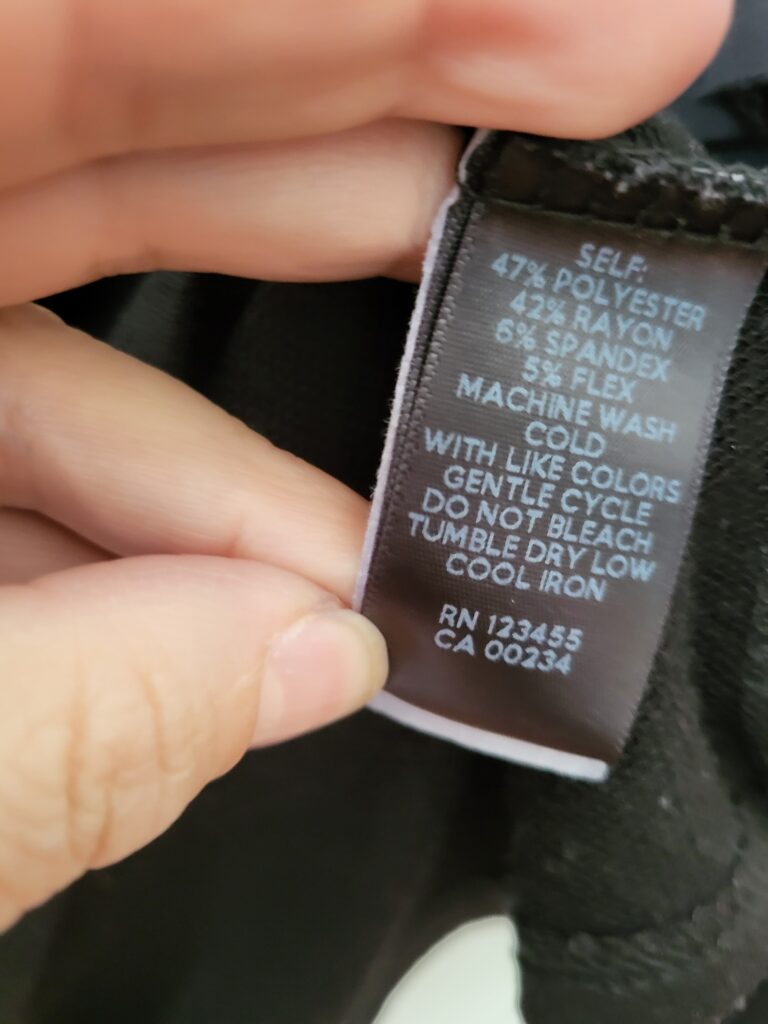 SELF:
47% POLYESTER
42% RAYON
6% SPANDEX
5% FLEX
MACHINE WASH
COLD
WITH LIKE COLORS
GENTLE CYCLE
DO NOT BLEACH
TUMBLE DRY LOW
COOL IRON
RN 123455
CA 00234